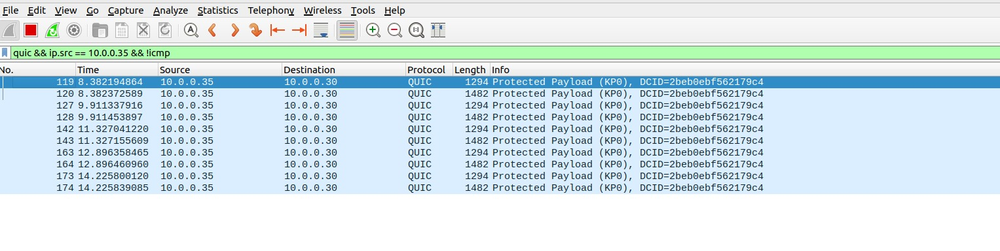 File Edit View Go Capture Analyze Statistics Telephony Wireless Tools Help
quic && ip.src == 10.0.0.35 && !icmp
No. Time Source Destination Protocol Length Info
119 8.382194864 10.0.0.35 10.0.0.30 QUIC 1294 Protected Payload (KP0), DCID=2beb0ebf562179c4
120 8.382372589 10.0.0.35 10.0.0.30 QUIC 1482 Protected Payload (KP0), DCID=2beb0ebf562179c4
127 9.911337916 10.0.0.35 10.0.0.30 QUIC 1294 Protected Payload (KP0), DCID=2beb0ebf562179c4
128 9.911453897 10.0.0.35 10.0.0.30 QUIC 1482 Protected Payload (KP0), DCID=2beb0ebf562179c4
142 11.327041220 10.0.0.35 10.0.0.30 QUIC 1294 Protected Payload (KP0), DCID=2beb0ebf562179c4
143 11.327155609 10.0.0.35 10.0.0.30 QUIC 1482 Protected Payload (KP0), DCID=2beb0ebf562179c4
163 12.896358465 10.0.0.35 10.0.0.30 QUIC 1294 Protected Payload (KP0), DCID=2beb0ebf562179c4
164 12.896460960 10.0.0.35 10.0.0.30 QUIC 1482 Protected Payload (KP0), DCID=2beb0ebf562179c4
173 14.225800120 10.0.0.35 10.0.0.30 QUIC 1294 Protected Payload (KP0), DCID=2beb0ebf562179c4
174 14.225839085 10.0.0.35 10.0.0.30 QUIC 1482 Protected Payload (KP0), DCID=2beb0ebf562179c4